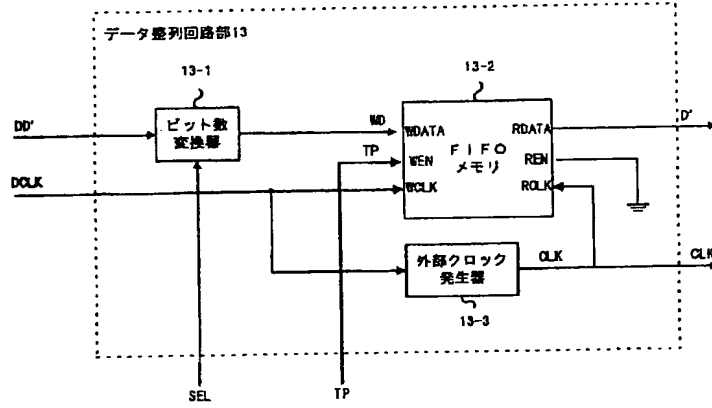 データ整列回路部13
13-1
13-2
DD'
ビット数
変換器
WD
WDATA
RDATA
D'
TP
WEN
FIFO
メモリ
REN
DCLK
WCLK
RCLK
外部クロック
発生器
CLK
CLK
13-3
SEL
TP